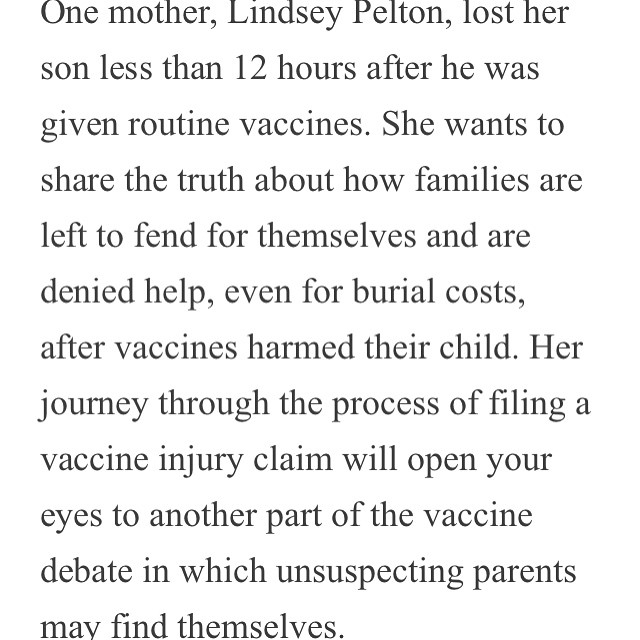 One mother, Lindsey Pelton, lost her
son less than 12 hours after he was
given routine vaccines. She wants to
share the truth about how families are
left to fend for themselves and are
denied help, even for burial costs,
after vaccines harmed their child. Her
journey through the process of filing a
vaccine injury claim will open your
eyes to another part of the vaccine
debate in which unsuspecting parents
may find themselves.